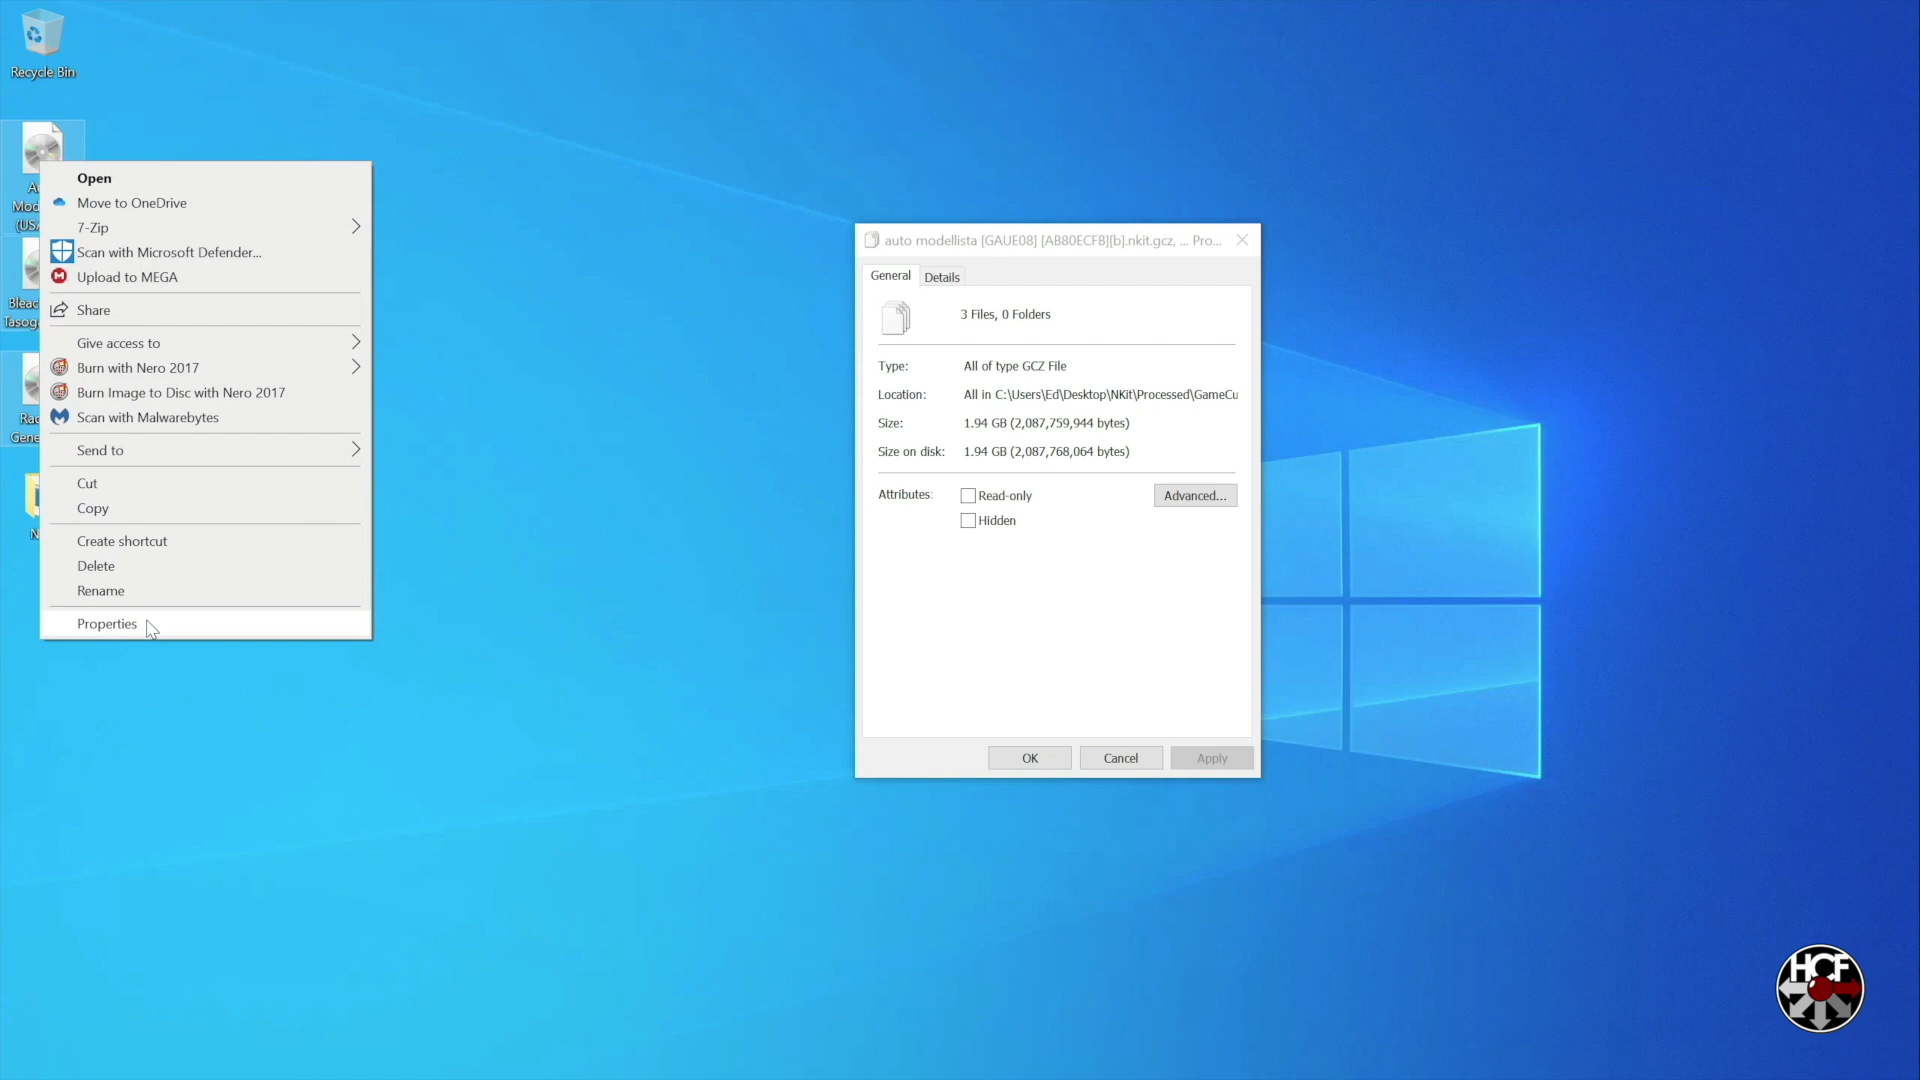 Recycle Bin
(USA
Bleac
Tasoga
Gene
Open
Move to OneDrive
7-Zip
Scan with Microsoft Defender...
Upload to MEGA
Share
Give access to
Burn with Nero 2017
Burn Image to Disc with Nero 2017
Scan with Malwarebytes
Send to
Cut
Copy
Create shortcut
Delete
Rename
Properties
auto modellista [GAUE08] [AB80ECFB][b].nkit.gcz, ... Pro...
General
Details
3 Files, 0 Folders
Type: All of type GCZ File
Location: All in C:\Users\Ed\Desktop\NKit\Processed\GameCu
Size: 1.94 GB (2,087,759,944 bytes)
Size on disk: 1.94 GB (2,087,768,064 bytes)
Attributes: Read-only Advanced...
Hidden
OK Cancel Apply
HCF